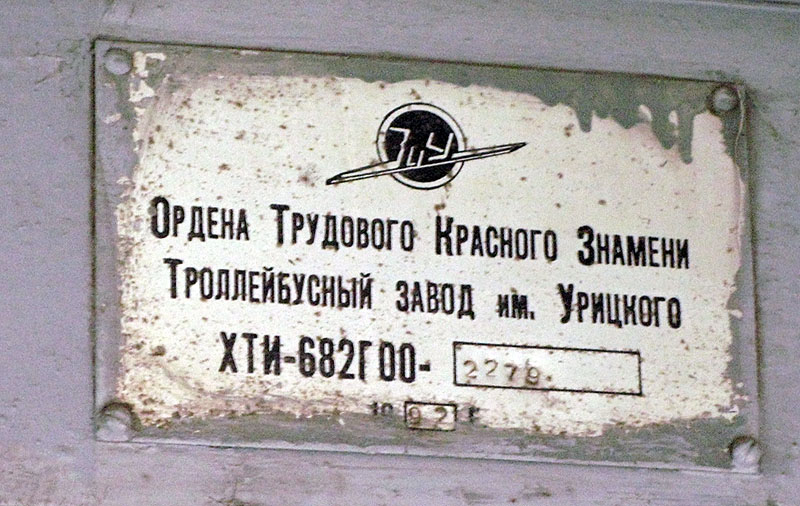 ЗиУ
Ордена Трудового Красного Знамени
Троллейбусный завод им. Урицкого
ХТИ-682Г00- 2279.
19 92 г